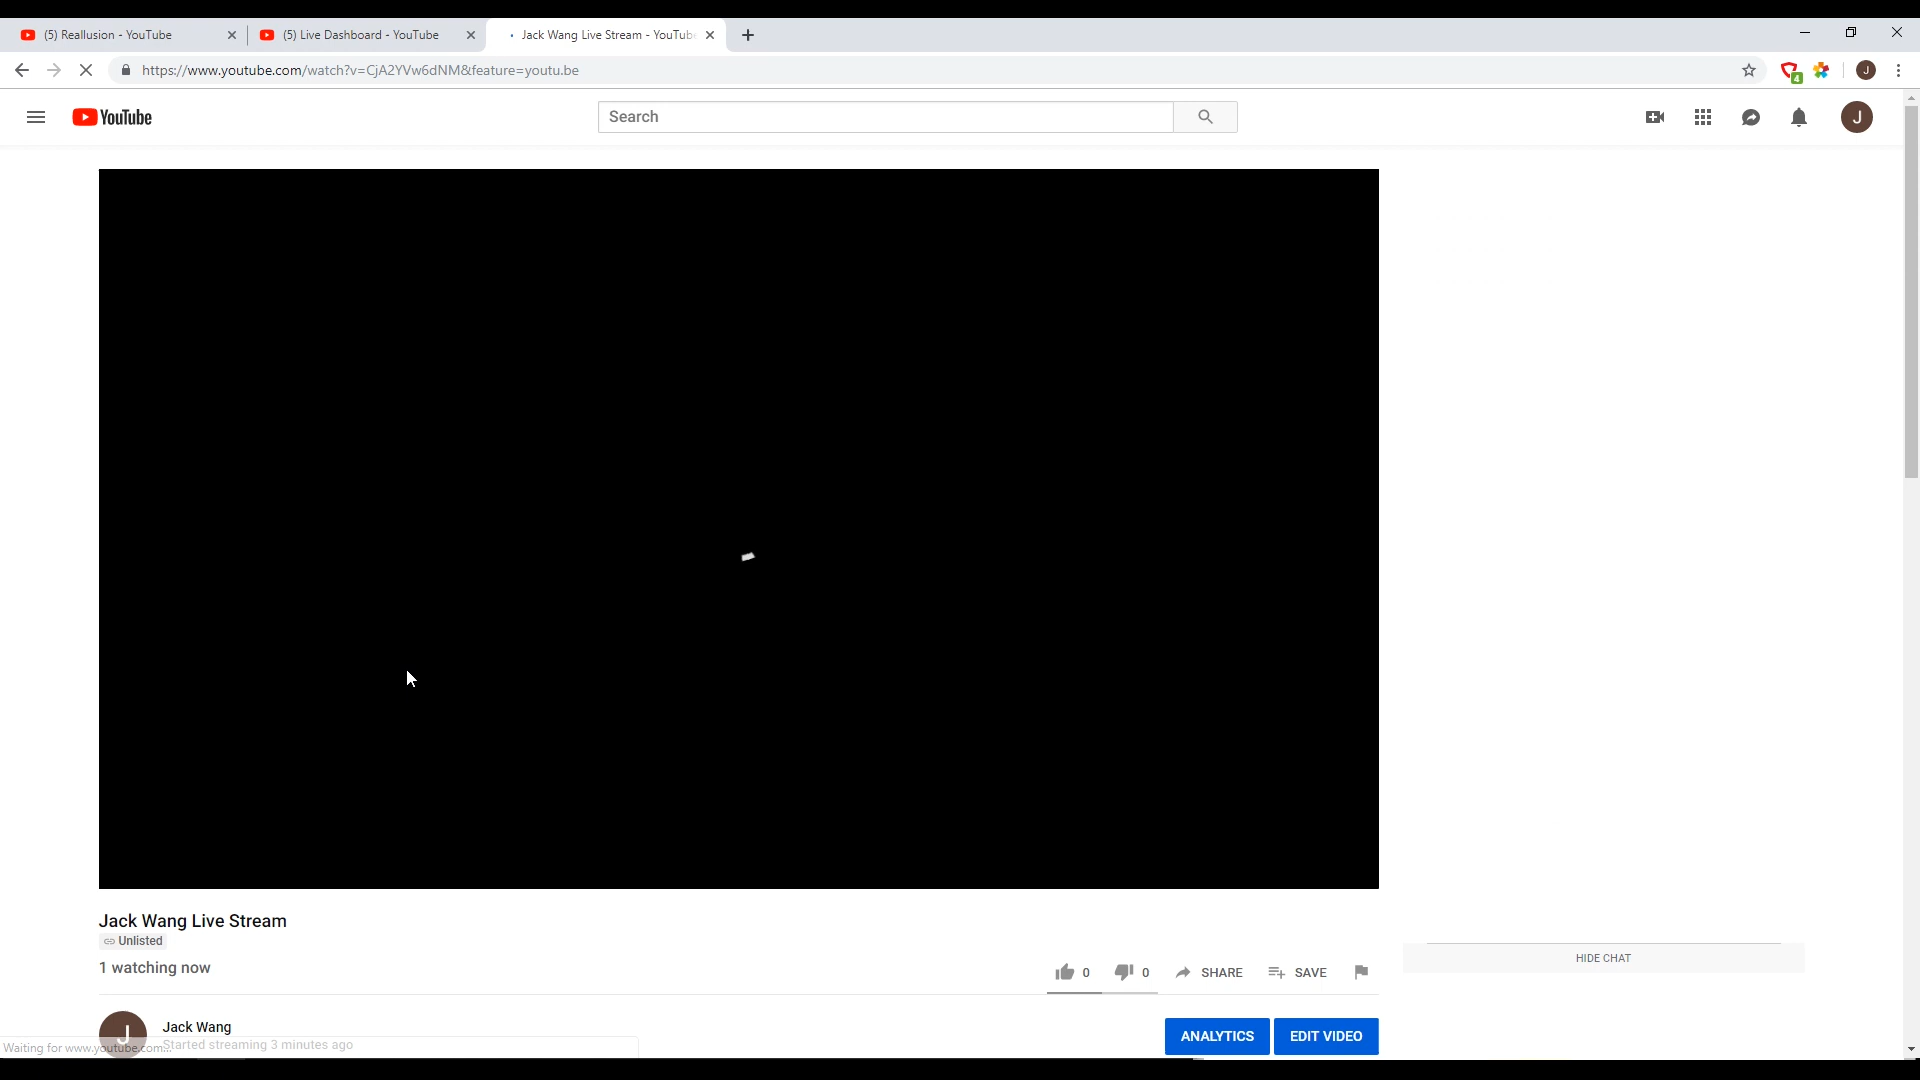 (5) Reallusion - YouTube
(5) Live Dashboard - YouTube
Jack Wang Live Stream - YouTub
https://www.youtube.com/watch?v=CjA2YVw6dNM&feature=youtu.be
4
J
YouTube
Search
J
Jack Wang Live Stream
Unlisted
1 watching now
0
0
SHARE
SAVE
HIDE CHAT
J
Jack Wang
Started streaming 3 minutes ago
ANALYTICS
EDIT VIDEO
Waiting for www.youtube.com...